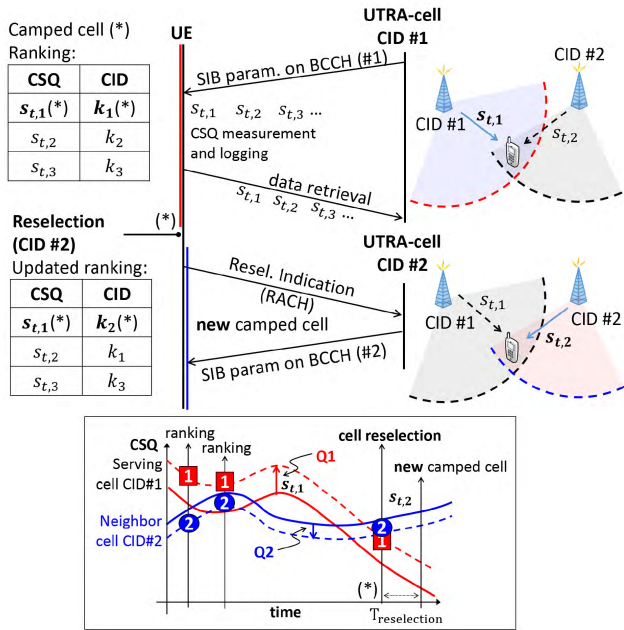 Camped cell (*)
Ranking:
CSQ CID
s_{t,1}(*) k_1(*)
s_{t,2} k_2
s_{t,3} k_3
Reselection
(CID #2)
(*)
Updated ranking:
CSQ CID
s_{t,1}(*) k_2(*)
s_{t,2} k_1
s_{t,3} k_3
UE
UTRA-cell
CID #1
SIB param. on BCCH (#1)
s_{t,1} s_{t,2} s_{t,3} ...
CSQ measurement
and logging
data retrieval
s_{t,1} s_{t,2} s_{t,3} ...
UTRA-cell
CID #2
Resel. Indication
(RACH)
new camped cell
SIB param on BCCH (#2)
CID #2
s_{t,1}
CID #1
s_{t,2}
s_{t,1}
CID #1
CID #2
s_{t,2}
CSQ
ranking
ranking
Serving
cell CID#1
Neighbor
cell CID#2
1
2
1
2
Q1
s_{t,1}
Q2
cell reselection
new camped cell
s_{t,2}
2
1
(*)
time
T_{reselection}